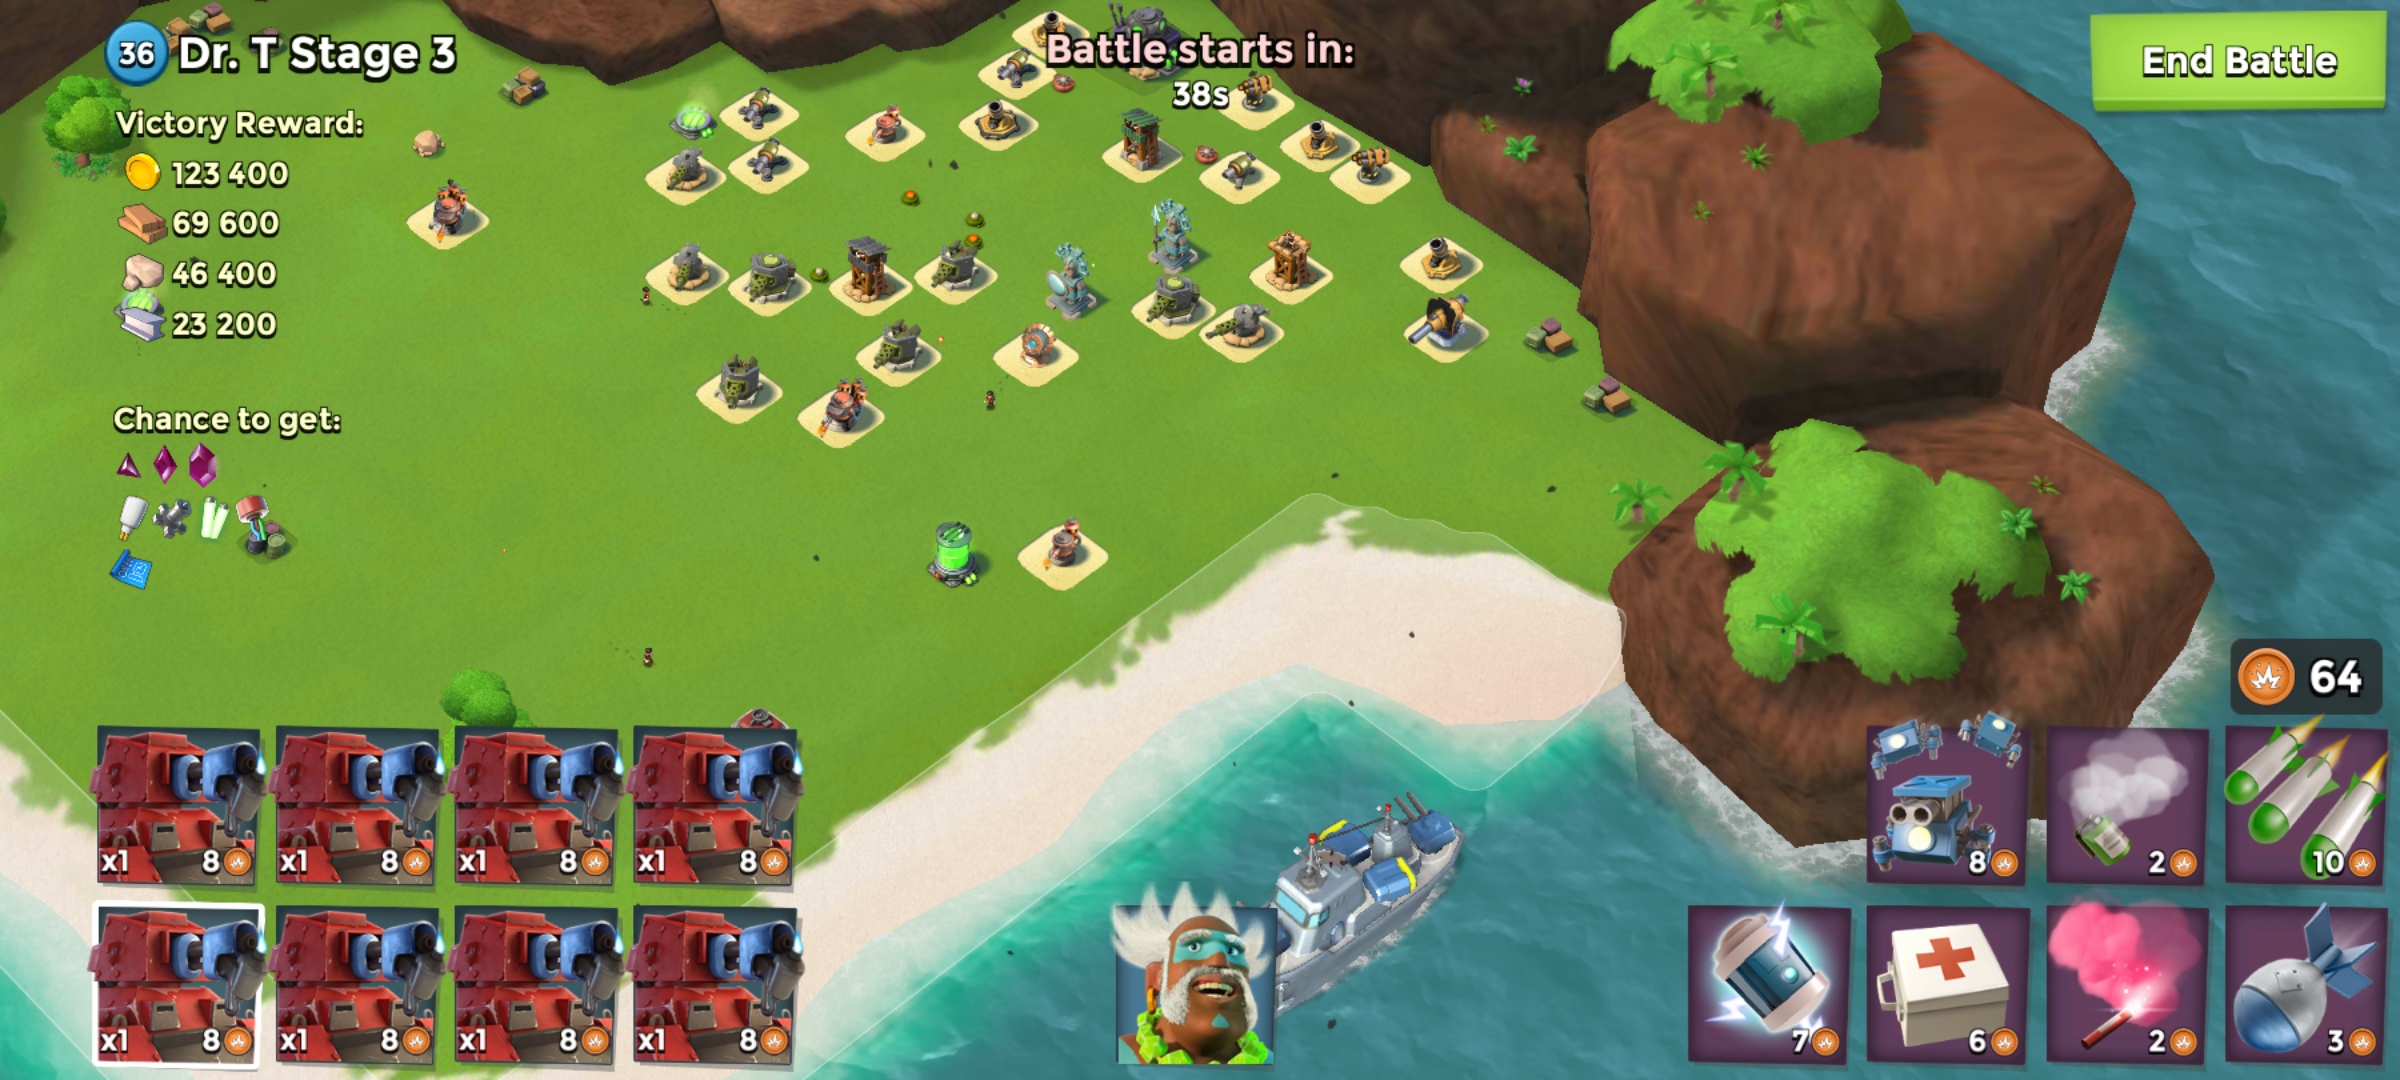 36 Dr. T Stage 3
Battle starts in:
38s
End Battle
Victory Reward:
123 400
69 600
46 400
23 200
Chance to get:
64
x1 8
x1 8
x1 8
x1 8
8
2
10
x1 8
x1 8
x1 8
x1 8
7
6
2
3